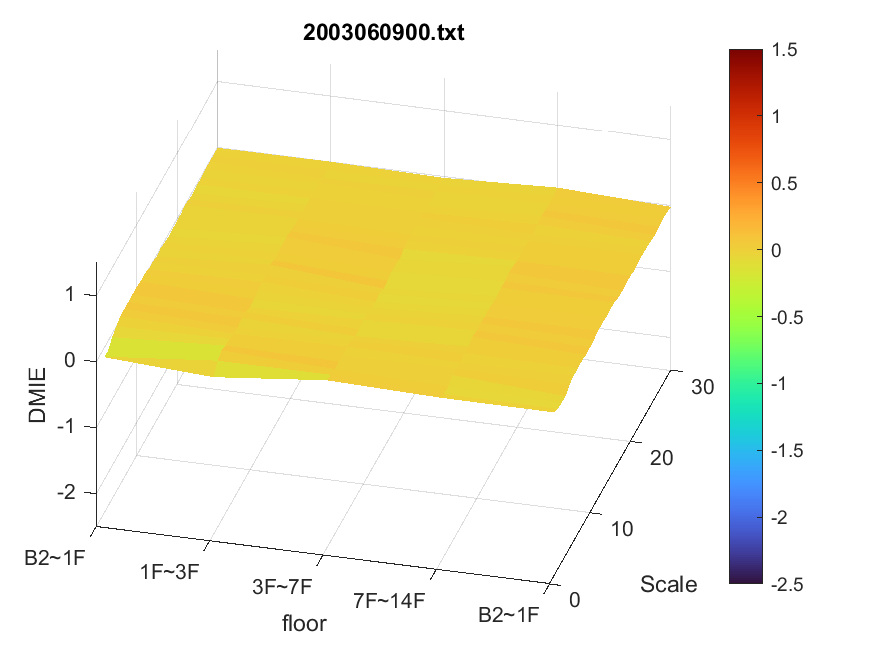 2003060900.txt
1
0
-1
-2
DMIE
B2~1F
1F~3F
3F~7F
7F~14F
B2~1F
floor
0
10
20
30
Scale
1.5
1
0.5
0
-0.5
-1
-1.5
-2
-2.5